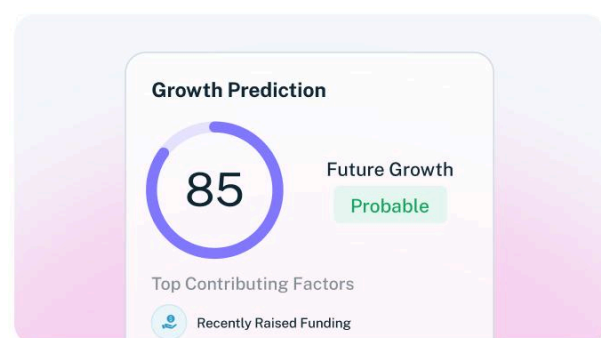 Growth Prediction
85
Future Growth
Probable
Top Contributing Factors
Recently Raised Funding